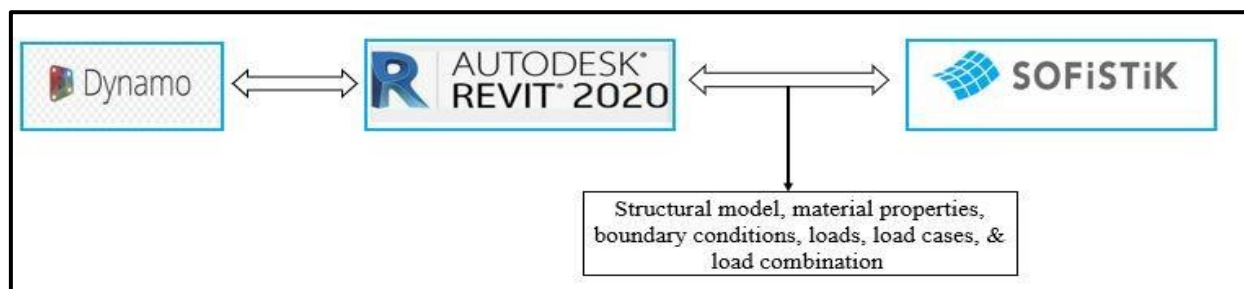 Dynamo
R
AUTODESK®
REVIT® 2020
SOFiSTiK
Structural model, material properties,
boundary conditions, loads, load cases, &
load combination